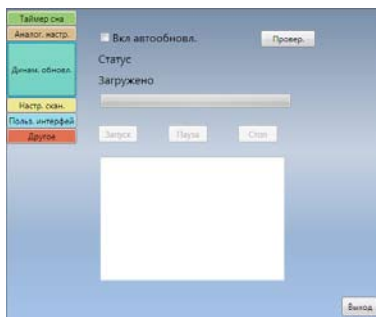 Таймер сна
Аналог. настр.
Динам. обновл.
Настр. скан.
Польз. интерфей
Другое
Вкл автообновл.
Провер.
Статус
Загружено
Запуск
Пауза
Стоп
Выход